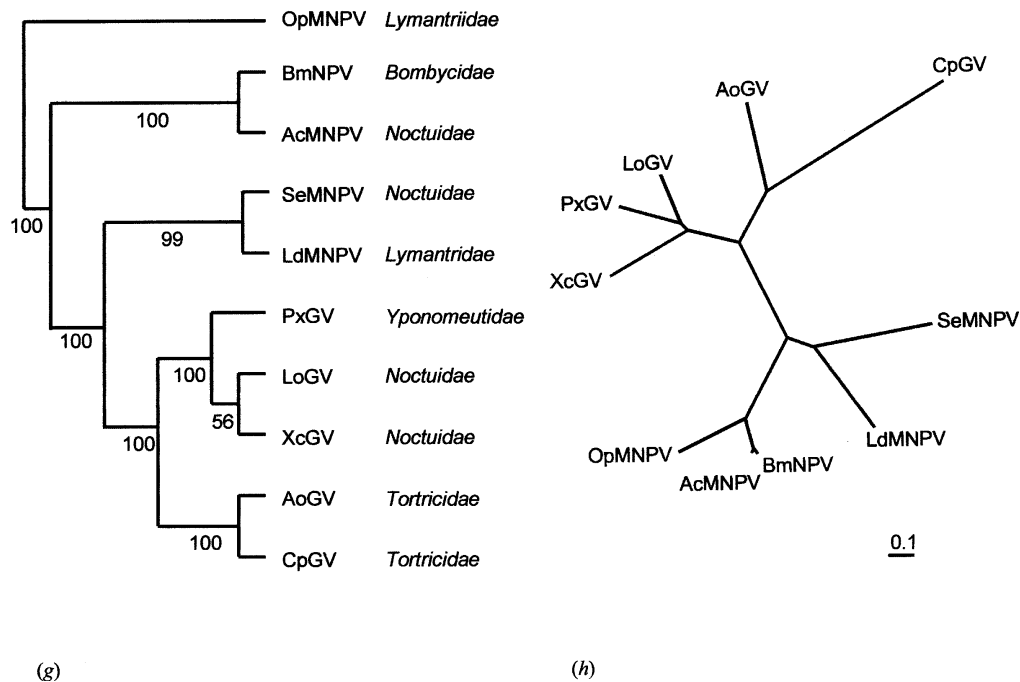 OpMNPV Lymantriidae
BmNPV Bombycidae
100
AcMNPV Noctuidae
SeMNPV Noctuidae
100
99
LdMNPV Lymantridae
PxGV Yponomeutidae
100
LoGV Noctuidae
100
56
XcGV Noctuidae
100
AoGV Tortricidae
100
CpGV Tortricidae
(g)
CpGV
AoGV
LoGV
PxGV
XcGV
SeMNPV
LdMNPV
OpMNPV
BmNPV
AcMNPV
0.1
(h)